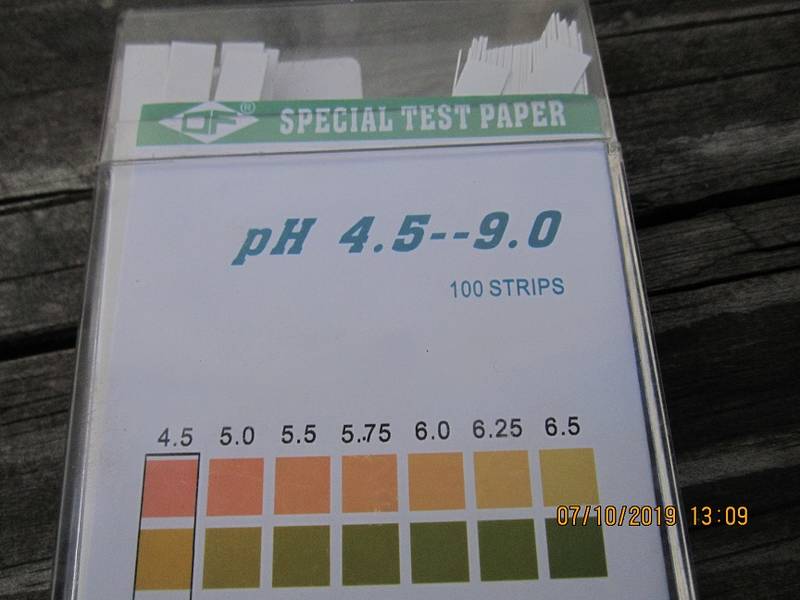 DF® SPECIAL TEST PAPER
pH 4.5--9.0
100 STRIPS
4.5 5.0 5.5 5.75 6.0 6.25 6.5
07/10/2019 13:09